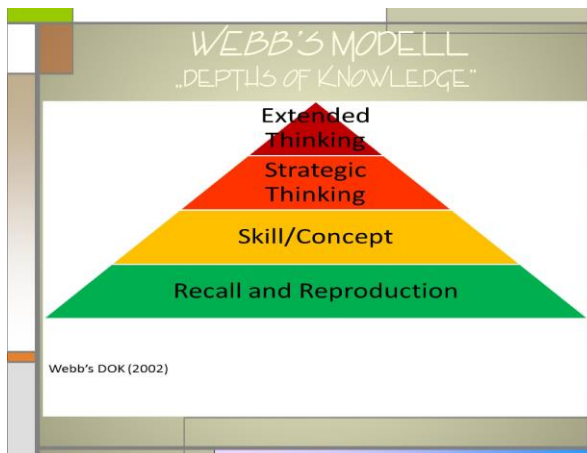 WEBB'S MODELL
„DEPTHS OF KNOWLEDGE"
Extended
Thinking
Strategic
Thinking
Skill/Concept
Recall and Reproduction
Webb's DOK (2002)